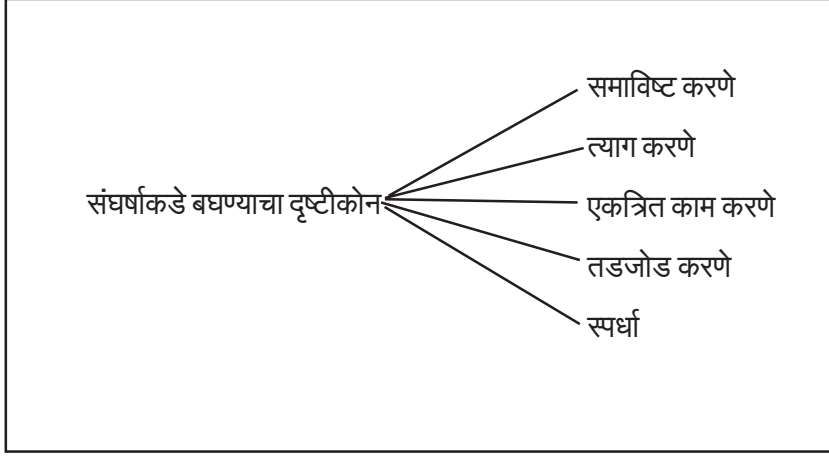 संघर्षाकडे बघण्याचा दृष्टीकोन
समाविष्ट करणे
त्याग करणे
एकत्रित काम करणे
तडजोड करणे
स्पर्धा